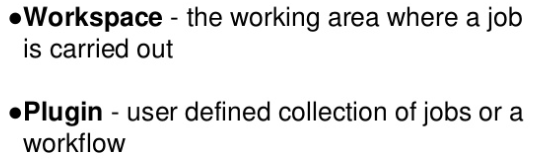 ●Workspace - the working area where a job
is carried out
●Plugin - user defined collection of jobs or a
workflow